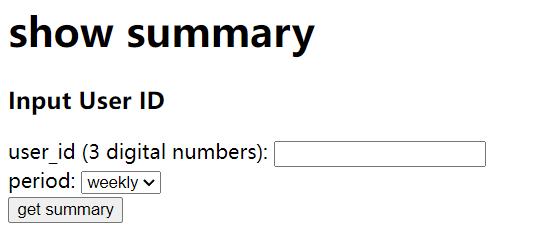 show summary
Input User ID
user_id (3 digital numbers):
period: weekly
get summary